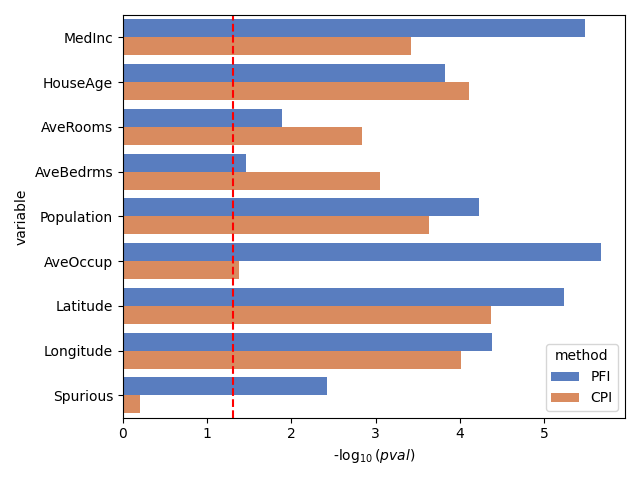 variable
MedInc
HouseAge
AveRooms
AveBedrms
Population
AveOccup
Latitude
Longitude
Spurious
method
PFI
CPI
0 1 2 3 4 5
-log₁₀(pval)